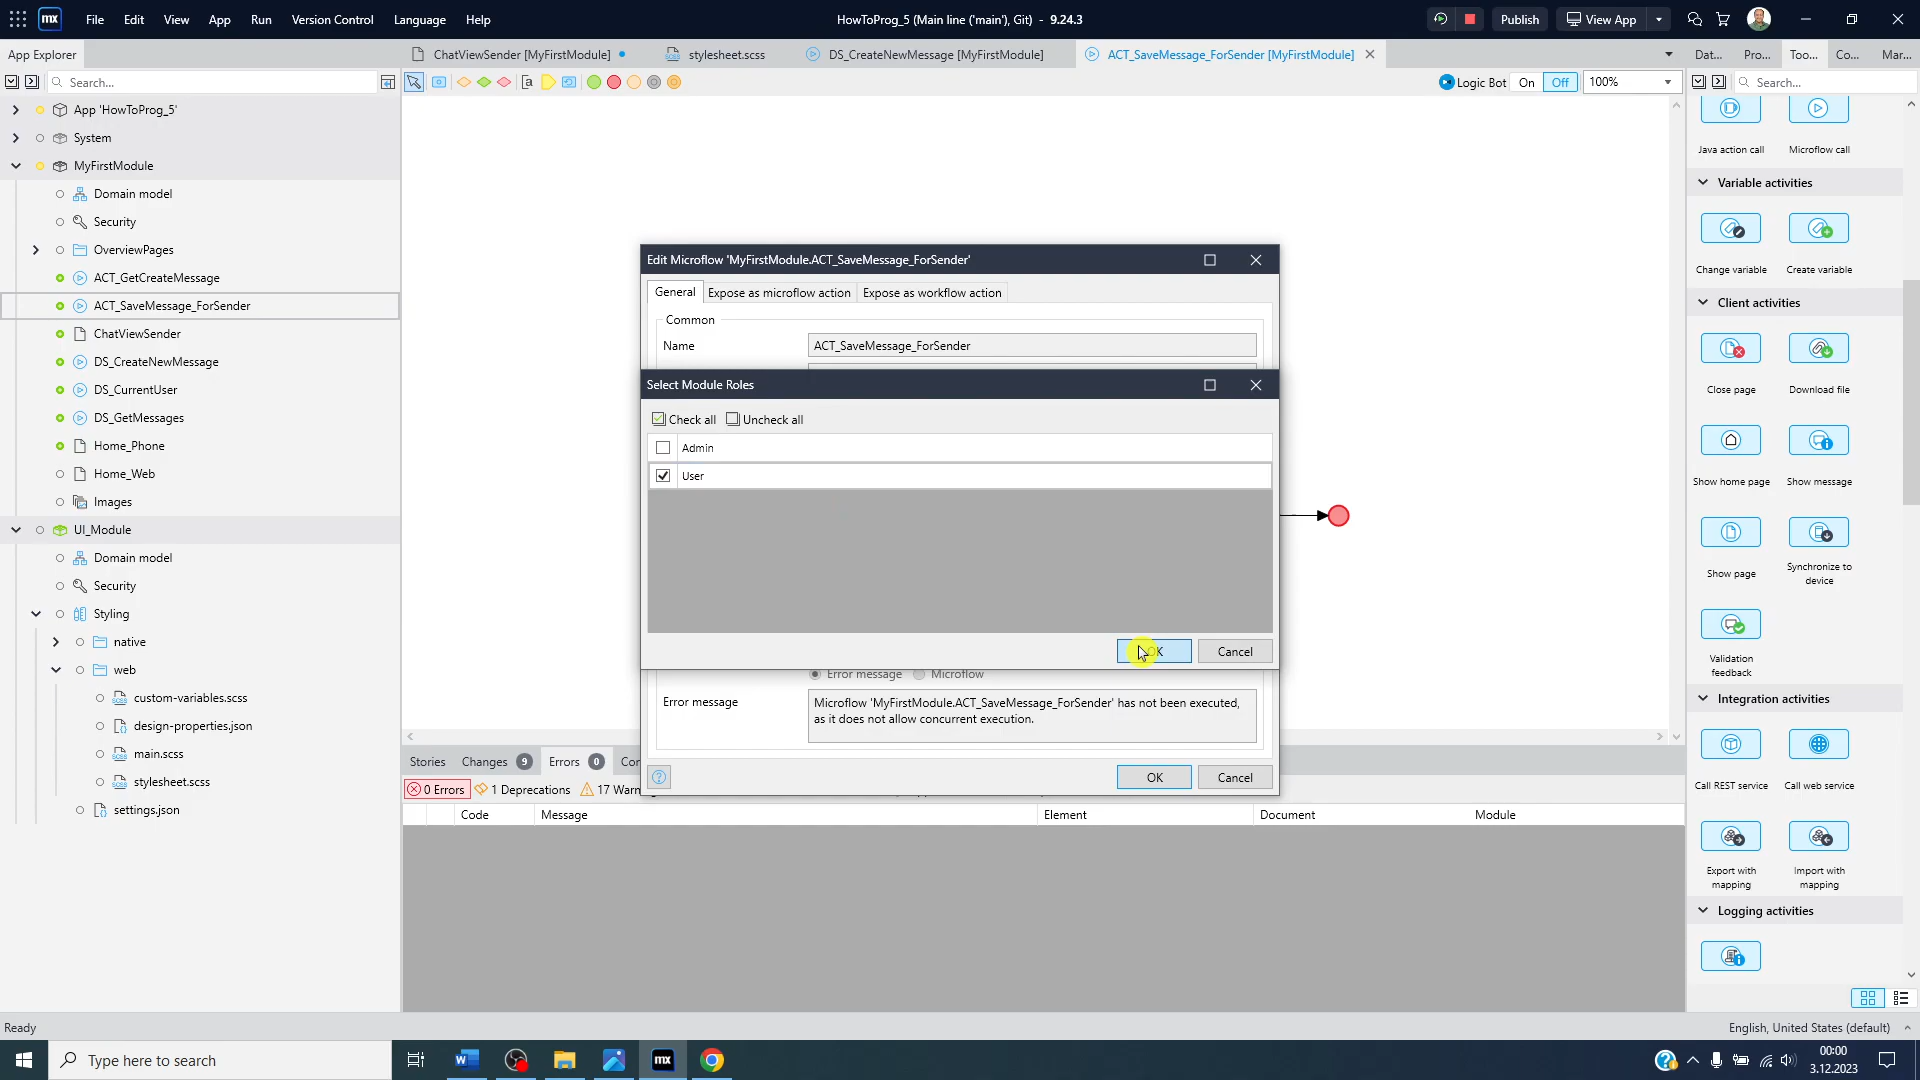 mx File Edit View App Run Version Control Language Help HowToProg_5 (Main line ('main'), Git) - 9.24.3 Publish View App
App Explorer ChatViewSender [MyFirstModule] stylesheet.scss DS_CreateNewMessage [MyFirstModule] ACT_SaveMessage_ForSender [MyFirstModule] Dat... Pro... Too... Co... Mar...
Search... Logic Bot On Off 100% Search...
App 'HowToProg_5'
System
MyFirstModule
Domain model
Security
OverviewPages
ACT_GetCreateMessage
ACT_SaveMessage_ForSender
ChatViewSender
DS_CreateNewMessage
DS_CurrentUser
DS_GetMessages
Home_Phone
Home_Web
Images
UI_Module
Domain model
Security
Styling
native
web
custom-variables.scss
design-properties.json
main.scss
stylesheet.scss
settings.json
Edit Microflow 'MyFirstModule.ACT_SaveMessage_ForSender'
General Expose as microflow action Expose as workflow action
Common
Name ACT_SaveMessage_ForSender
Select Module Roles
Check all Uncheck all
Admin
User
OK Cancel
Error message Microflow
Error message Microflow 'MyFirstModule.ACT_SaveMessage_ForSender' has not been executed,
as it does not allow concurrent execution.
OK Cancel
Stories Changes 9 Errors 0
0 Errors 1 Deprecations 17
Code Message Element Document Module
Java action call Microflow call
Variable activities
Change variable Create variable
Client activities
Close page Download file
Show home page Show message
Show page Synchronize to
device
Validation
feedback
Integration activities
Call REST service Call web service
Export with
mapping
Import with
mapping
Logging activities
Ready English, United States (default)
Type here to search
00:00
3.12.2023